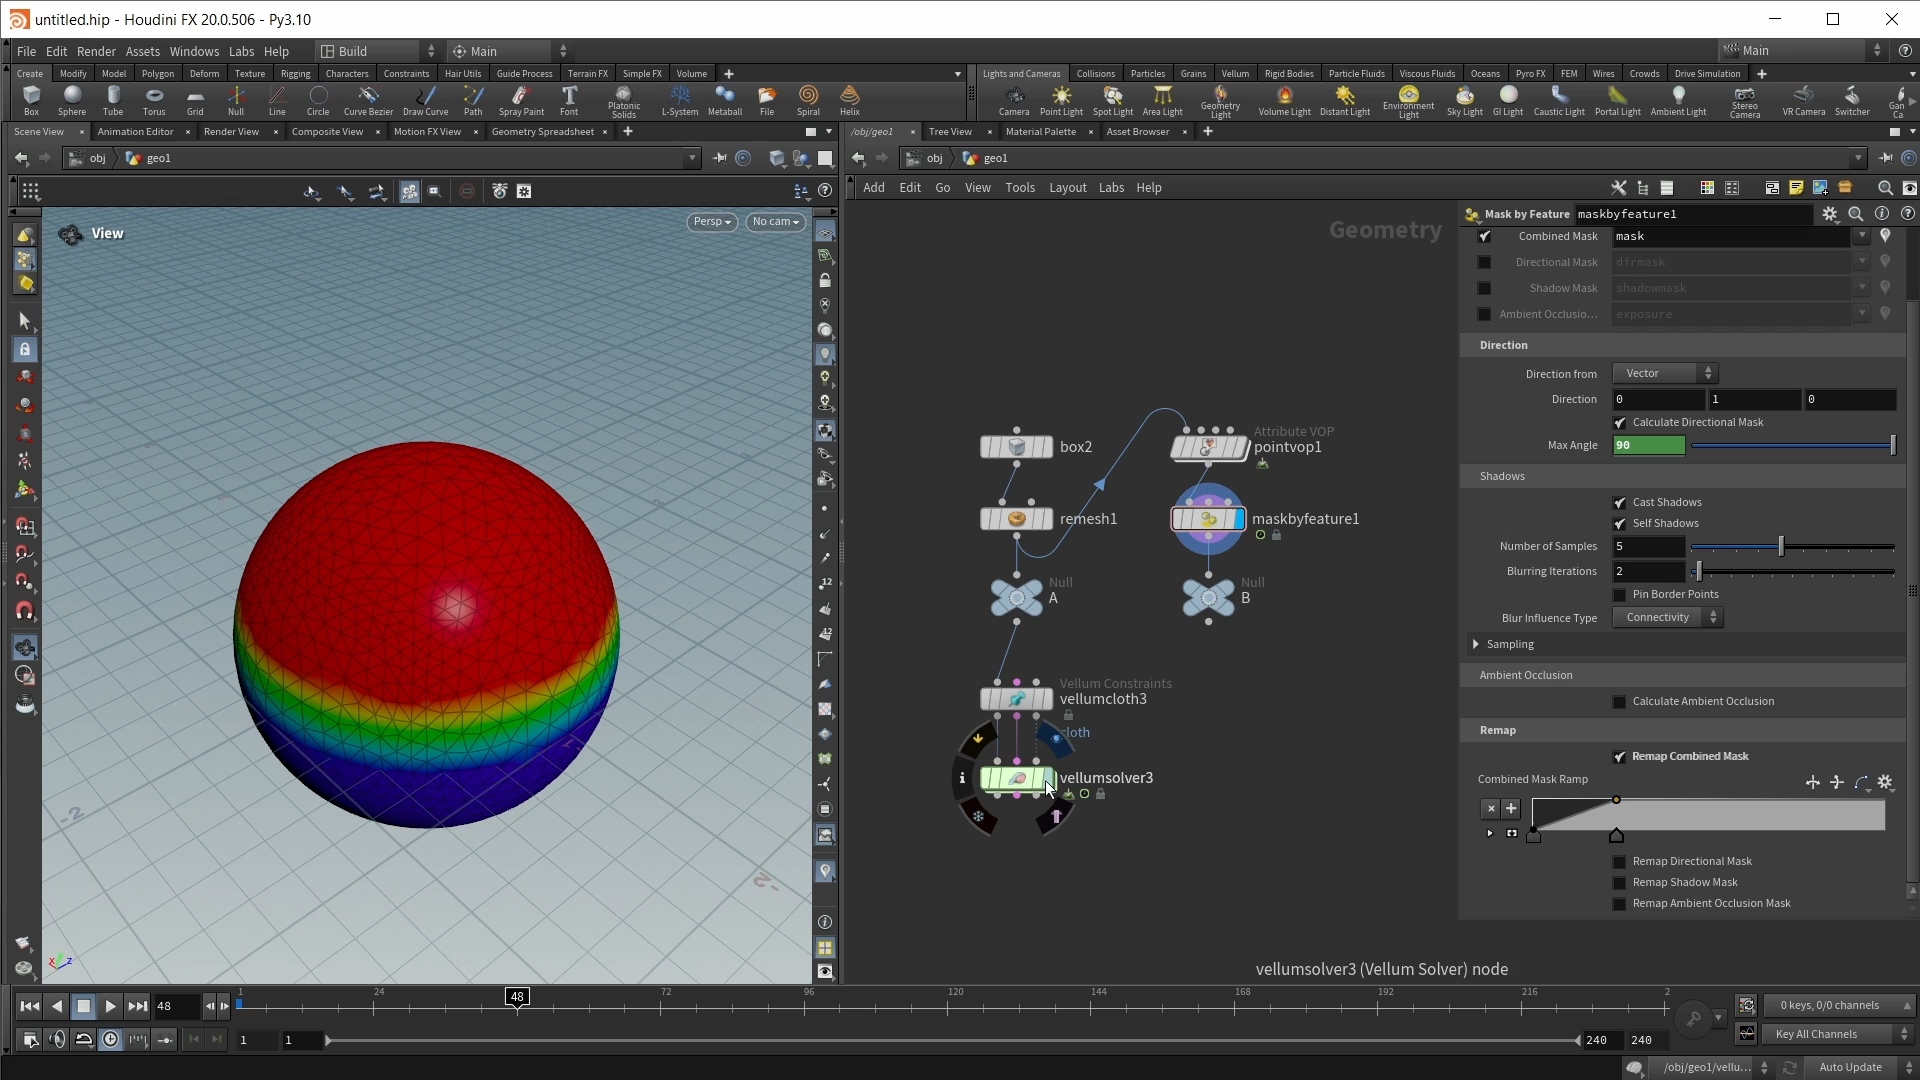 untitled.hip - Houdini FX 20.0.506 - Py3.10
File Edit Render Assets Windows Labs Help Build Main Main
Create Modify Model Polygon Deform Texture Rigging Characters Constraints Hair Utils Guide Process Terrain FX Simple FX Volume
Lights and Cameras Collisions Particles Grains Vellum Rigid Bodies Particle Fluids Viscous Fluids Oceans Pyro FX FEM Wires Crowds Drive Simulation
Box Sphere Tube Torus Grid Null Line Circle Curve Bezier Draw Curve Path Spray Paint Font Platonic Solids L-System Metaball File Spiral Helix
Camera Point Light Spot Light Area Light Geometry Light Volume Light Distant Light Environment Light Sky Light GI Light Caustic Light Portal Light Ambient Light Stereo Camera VR Camera Switcher
Scene View Animation Editor Render View Composite View Motion FX View Geometry Spreadsheet
/obj/geo1 Tree View Material Palette Asset Browser
obj geo1
obj geo1
Add Edit Go View Tools Layout Labs Help
View
Persp
No cam
Geometry
Mask by Feature maskbyfeature1
Combined Mask mask
Directional Mask dirmask
Shadow Mask shadowmask
Ambient Occlusio... exposure
Direction
Direction from Vector
Direction 0 1 0
Calculate Directional Mask
Max Angle 90
Shadows
Cast Shadows
Self Shadows
Number of Samples 5
Blurring Iterations 2
Pin Border Points
Blur Influence Type Connectivity
Sampling
Ambient Occlusion
Calculate Ambient Occlusion
Remap
Remap Combined Mask
Combined Mask Ramp
Remap Directional Mask
Remap Shadow Mask
Remap Ambient Occlusion Mask
box2
Attribute VOP
pointvop1
remesh1
maskbyfeature1
Null
A
Null
B
Vellum Constraints
vellumcloth3
cloth
vellumsolver3
vellumsolver3 (Vellum Solver) node
-2
-2
x z
12
12
48
1 24 48 72 96 120 144 168 192 216 2
0 keys, 0/0 channels
1 1 240 240
Key All Channels
/obj/geo1/vellu... Auto Update